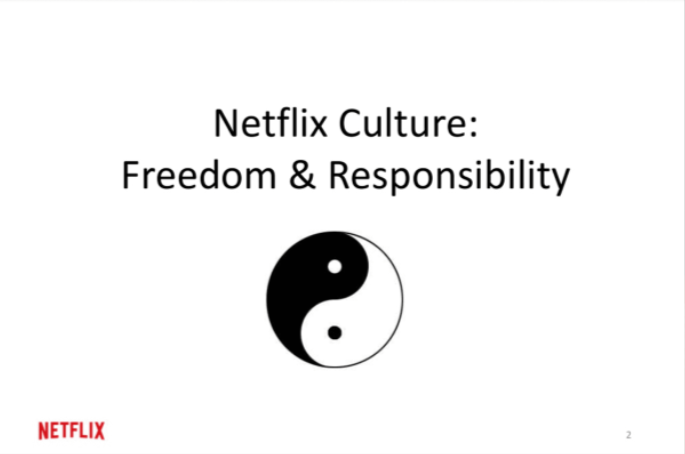 Netflix Culture:
Freedom & Responsibility
NETFLIX
2